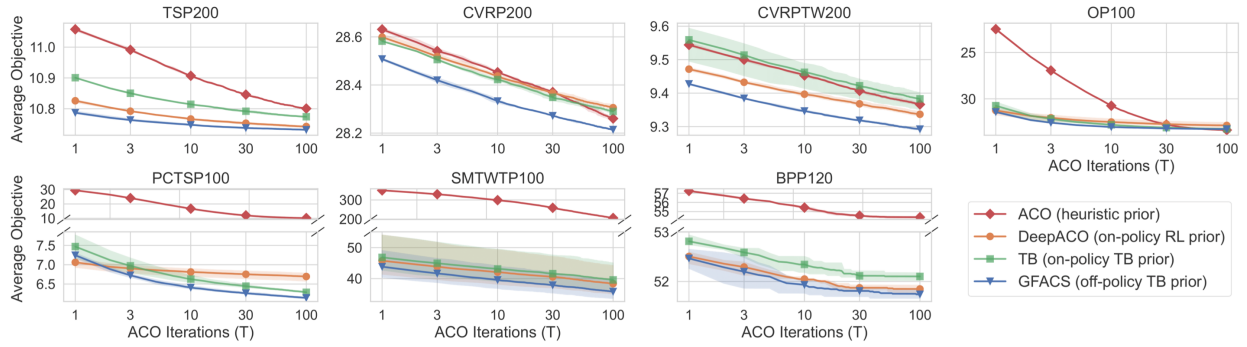 TSP200
CVRP200
CVRPTW200
OP100
Average Objective
11.0
10.9
10.8
1 3 10 30 100
28.6
28.4
28.2
1 3 10 30 100
9.6
9.5
9.4
9.3
1 3 10 30 100
25
30
1 3 10 30 100
ACO Iterations (T)
PCTSP100
SMTWTP100
BPP120
Average Objective
30
20
10
7.5
7.0
6.5
1 3 10 30 100
ACO Iterations (T)
300
200
50
40
1 3 10 30 100
ACO Iterations (T)
57
56
55
53
52
1 3 10 30 100
ACO Iterations (T)
ACO (heuristic prior)
DeepACO (on-policy RL prior)
TB (on-policy TB prior)
GFACS (off-policy TB prior)